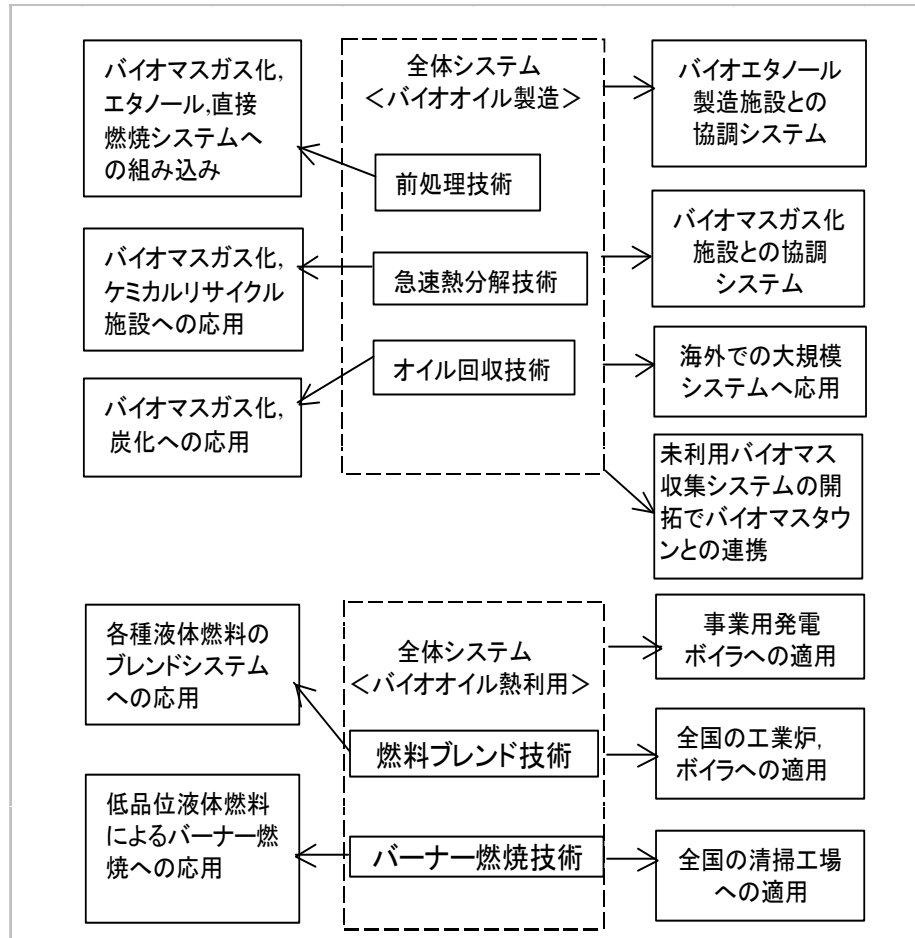 バイオマスガス化,
エタノール,直接
燃焼システムへ
の組み込み
全体システム
＜バイオオイル製造＞
前処理技術
急速熱分解技術
オイル回収技術
バイオエタノール
製造施設との
協調システム
バイオマスガス化,
ケミカルリサイクル
施設への応用
バイオマスガス化
施設との協調
システム
バイオマスガス化,
炭化への応用
海外での大規模
システムへ応用
未利用バイオマス
収集システムの開
拓でバイオマスタウ
ンとの連携
各種液体燃料の
ブレンドシステム
への応用
全体システム
＜バイオオイル熱利用＞
燃料ブレンド技術
バーナー燃焼技術
事業用発電
ボイラへの適用
全国の工業炉,
ボイラへの適用
低品位液体燃料
によるバーナー燃
焼への応用
全国の清掃工場
への適用